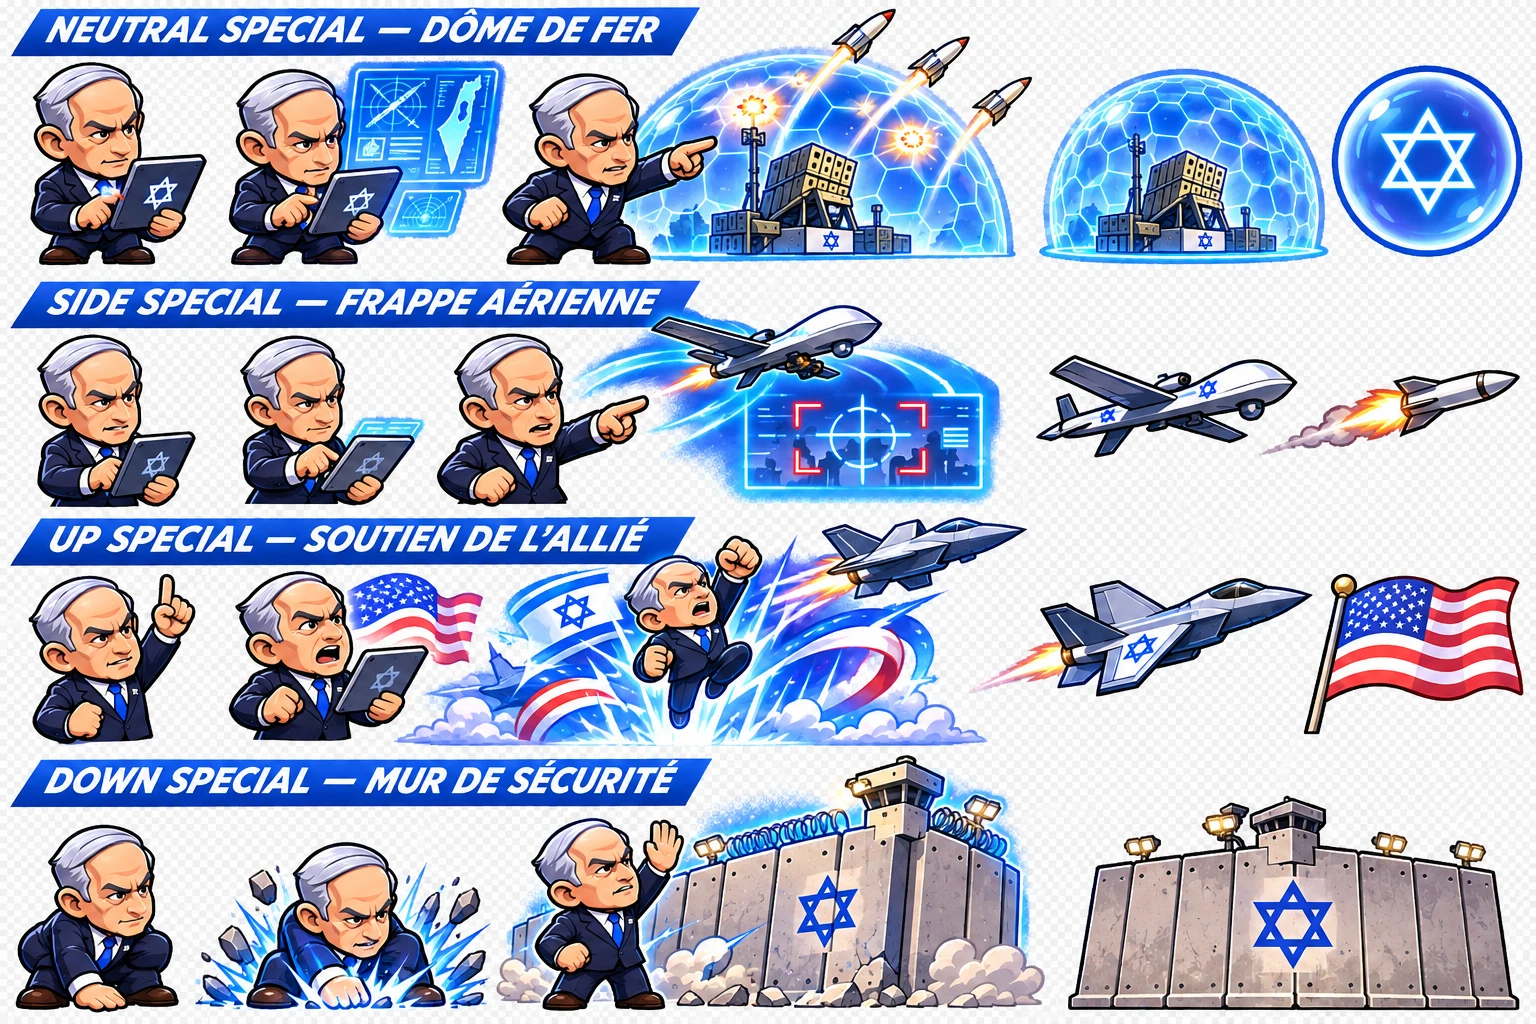 NEUTRAL SPECIAL — DÔME DE FER
SIDE SPECIAL — FRAPPE AÉRIENNE
UP SPECIAL — SOUTIEN DE L'ALLIÉ
DOWN SPECIAL — MUR DE SÉCURITÉ